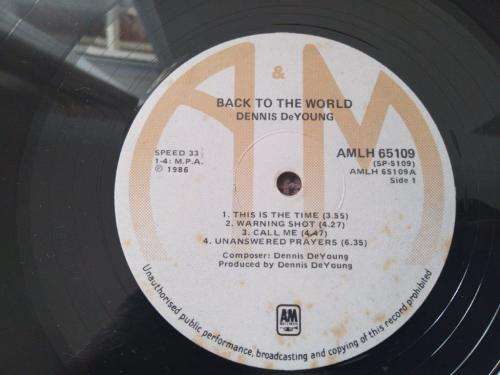 A&M
BACK TO THE WORLD
DENNIS DeYOUNG
SPEED 33
1-4: M.P.A.
Ⓟ 1986
AMLH 65109
(SP-5109)
AMLH 65109A
Side 1
1. THIS IS THE TIME (3.55)
2. WARNING SHOT (4.27)
3. CALL ME (4.47)
4. UNANSWERED PRAYERS (6.35)
Composer: Dennis DeYoung
Produced by Dennis DeYoung
AM
Unauthorised public performance, broadcasting and copying of this record prohibited